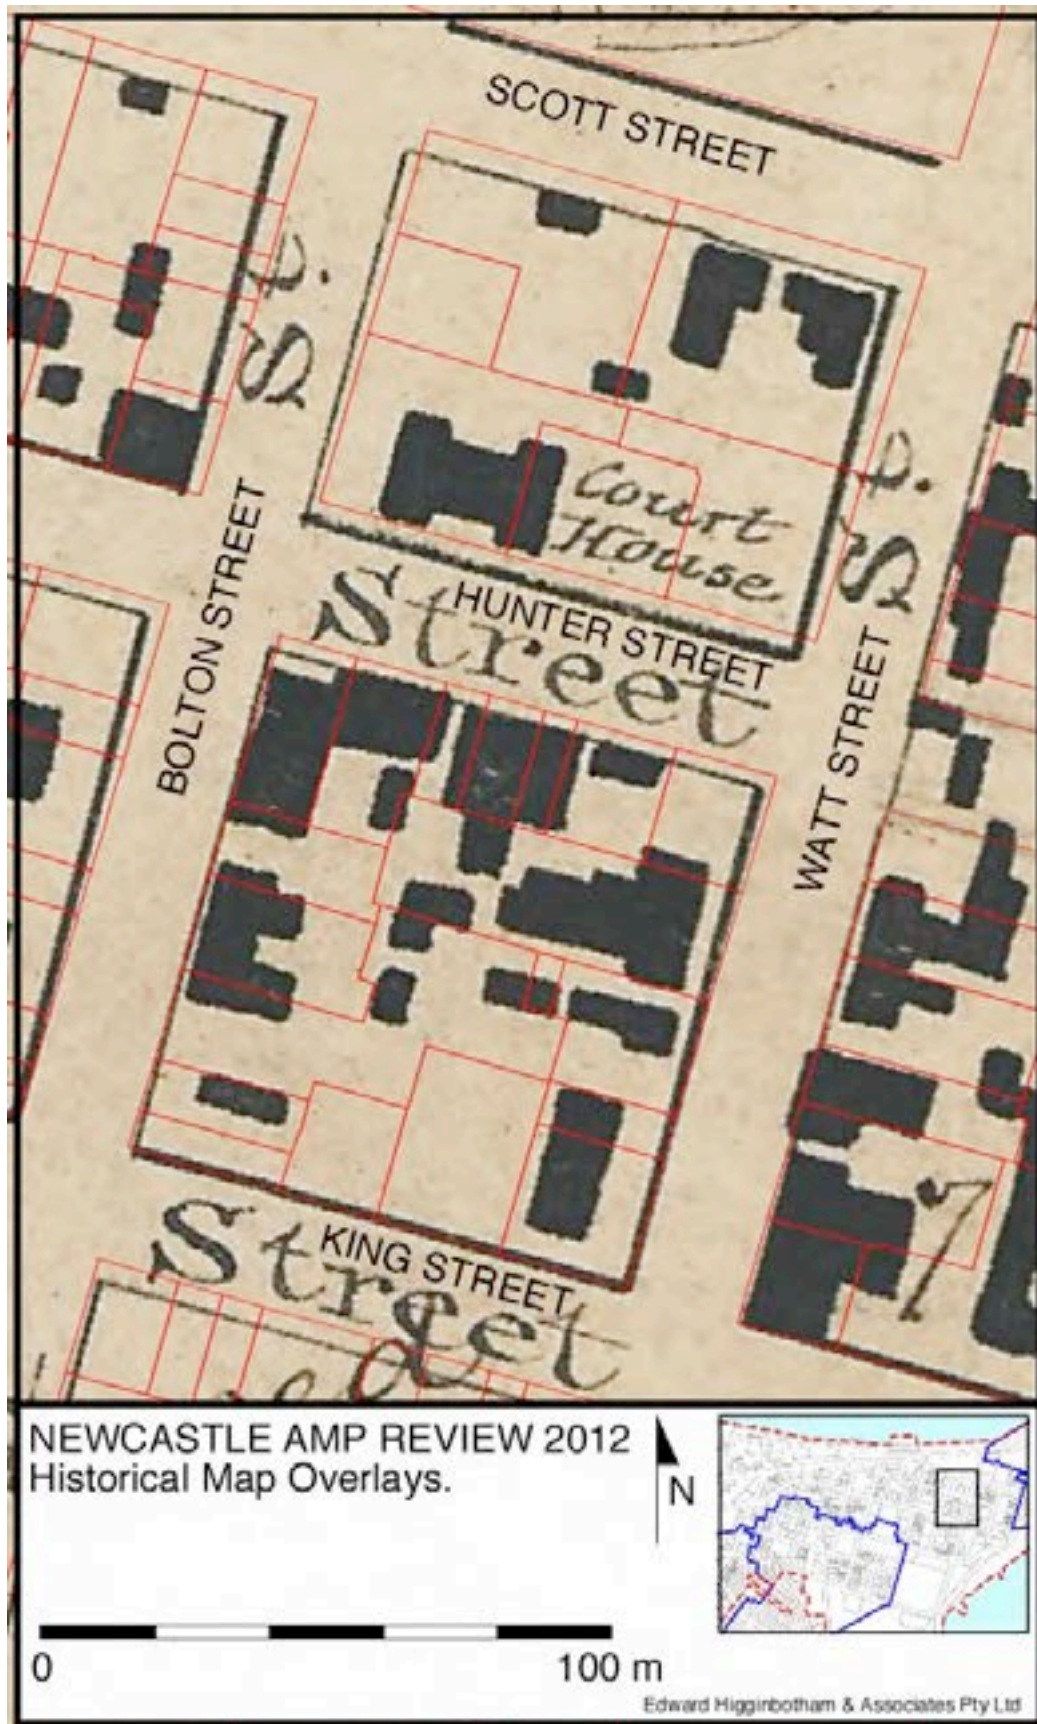 SCOTT STREET
St.
St.
Court
House
HUNTER STREET
Street
BOLTON STREET
WATT STREET
7
KING STREET
Street
NEWCASTLE AMP REVIEW 2012
Historical Map Overlays.
N
0
100 m
Edward Higginbotham & Associates Pty Ltd